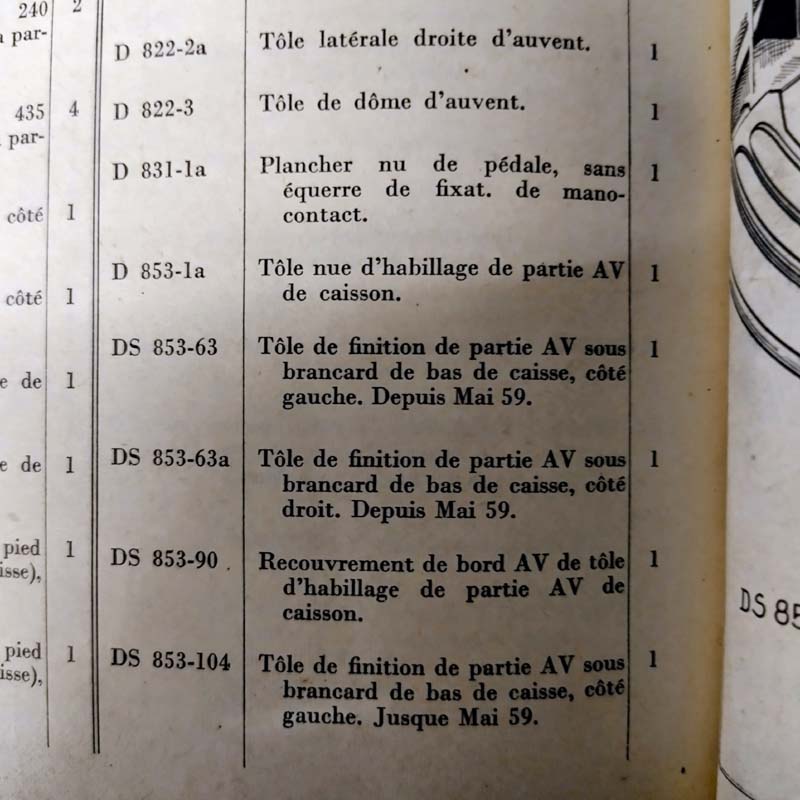 240 2
par-
435 4
par-
côté 1
côté 1
e de 1
e de 1
pied 1
isse),
pied 1
isse),
D 822-2a Tôle latérale droite d'auvent. 1
D 822-3 Tôle de dôme d'auvent. 1
D 831-1a Plancher nu de pédale, sans 1
équerre de fixat. de mano-
contact.
D 853-1a Tôle nue d'habillage de partie AV 1
de caisson.
DS 853-63 Tôle de finition de partie AV sous 1
brancard de bas de caisse, côté
gauche. Depuis Mai 59.
DS 853-63a Tôle de finition de partie AV sous 1
brancard de bas de caisse, côté
droit. Depuis Mai 59.
DS 853-90 Recouvrement de bord AV de tôle 1
d'habillage de partie AV de
caisson.
DS 853-104 Tôle de finition de partie AV sous 1
brancard de bas de caisse, côté
gauche. Jusque Mai 59.
DS 85